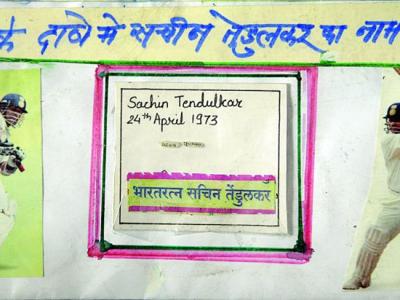 के दाबे मे सचीन तेंडुलकर का नाम
Sachin Tendulkar
24th April 1973
भारतरत्न सचिन तेंडुलकर